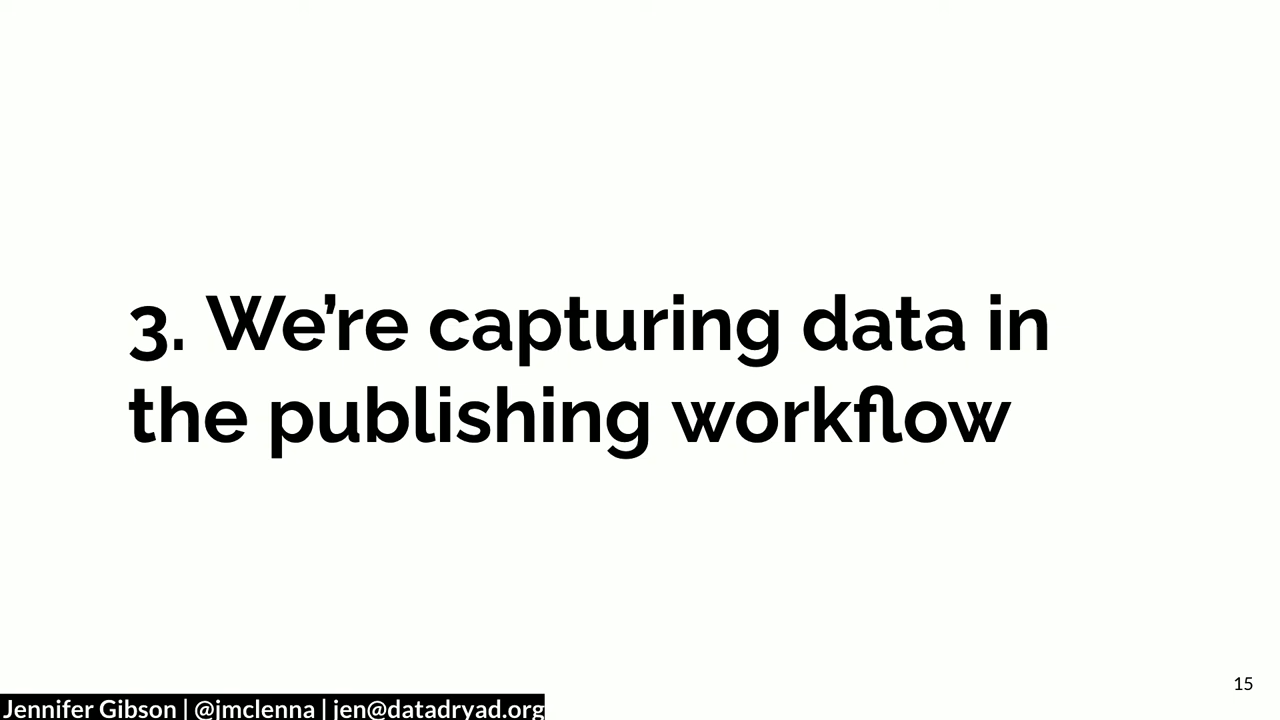 3. We’re capturing data in
the publishing workflow
15
Jennifer Gibson | @jmclenna | jen@datadryad.org